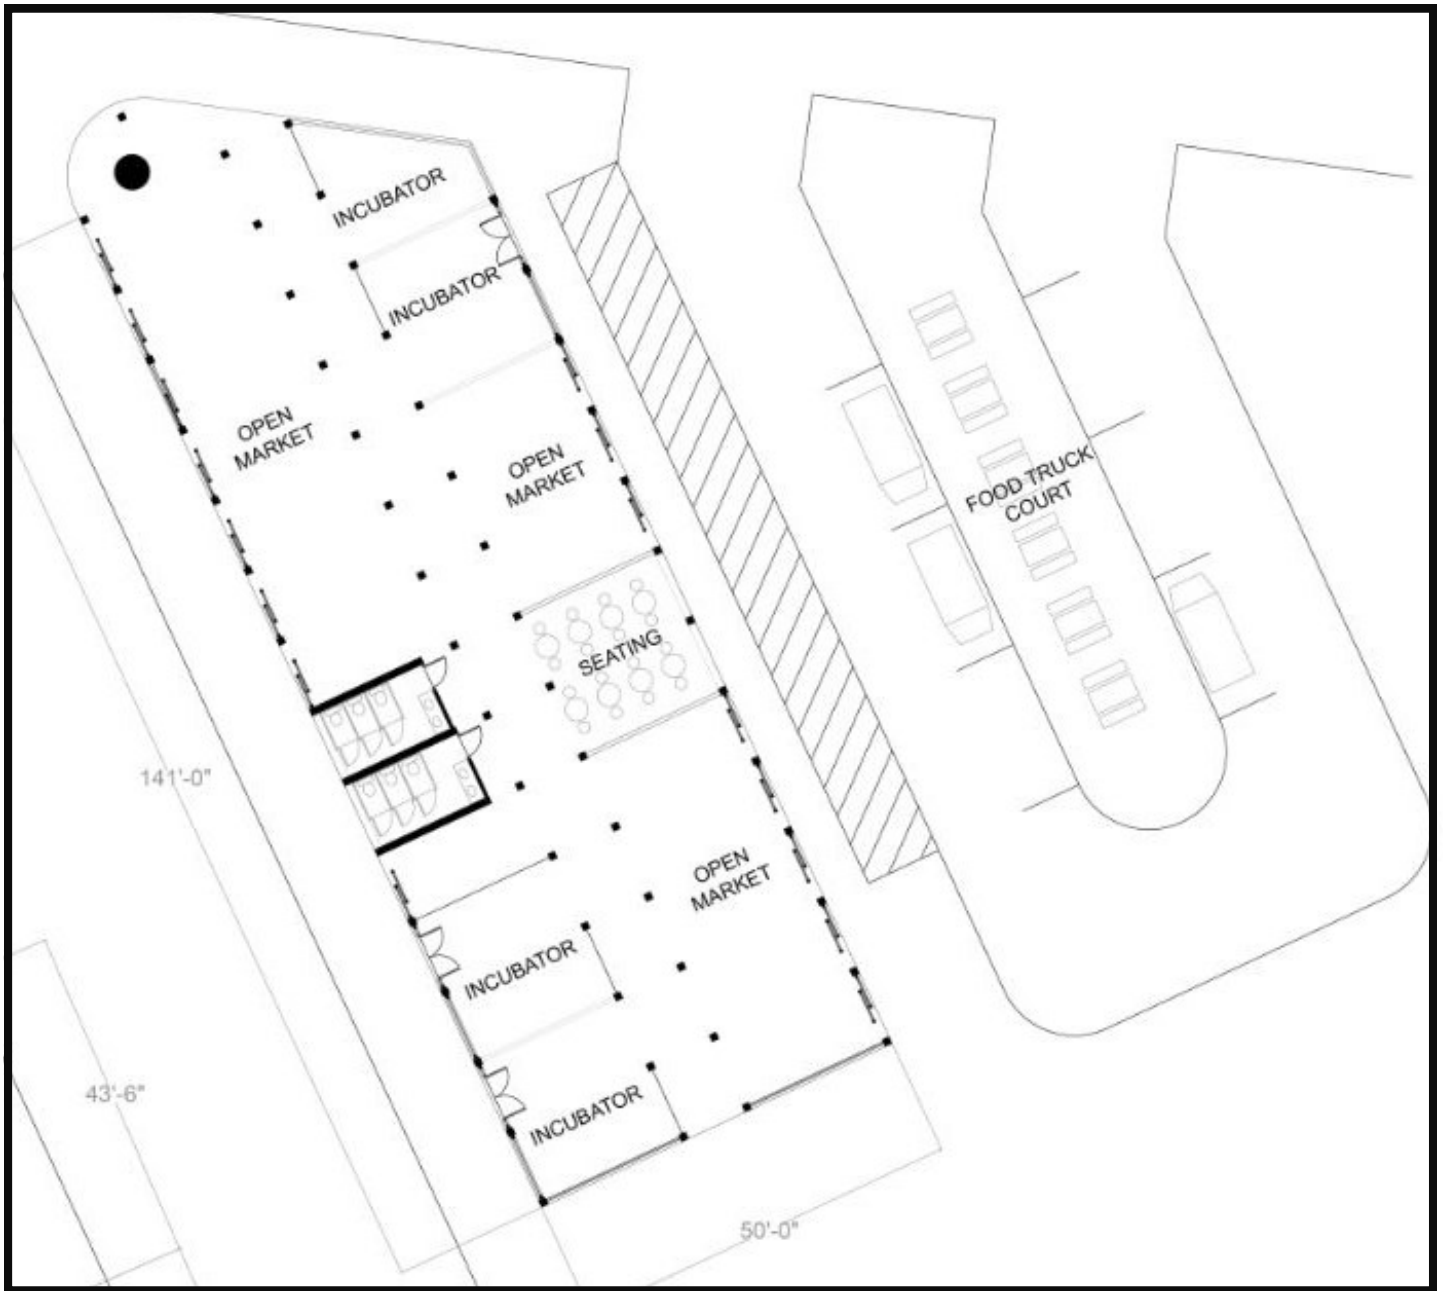 INCUBATOR
INCUBATOR
OPEN
MARKET
OPEN
MARKET
FOOD TRUCK
COURT
SEATING
141'-0"
OPEN
MARKET
INCUBATOR
43'-6"
INCUBATOR
50'-0"